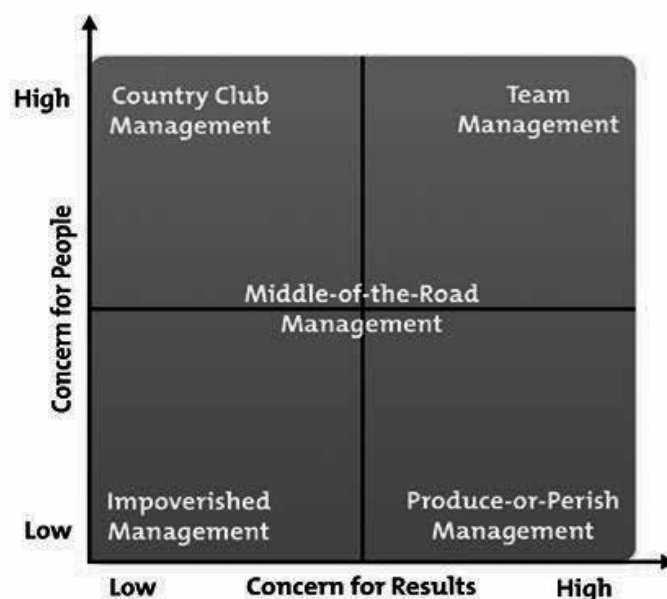 High
Country Club
Management
Team
Management
Concern for People
Middle-of-the-Road
Management
Impoverished
Management
Produce-or-Perish
Management
Low
Low
Concern for Results
High